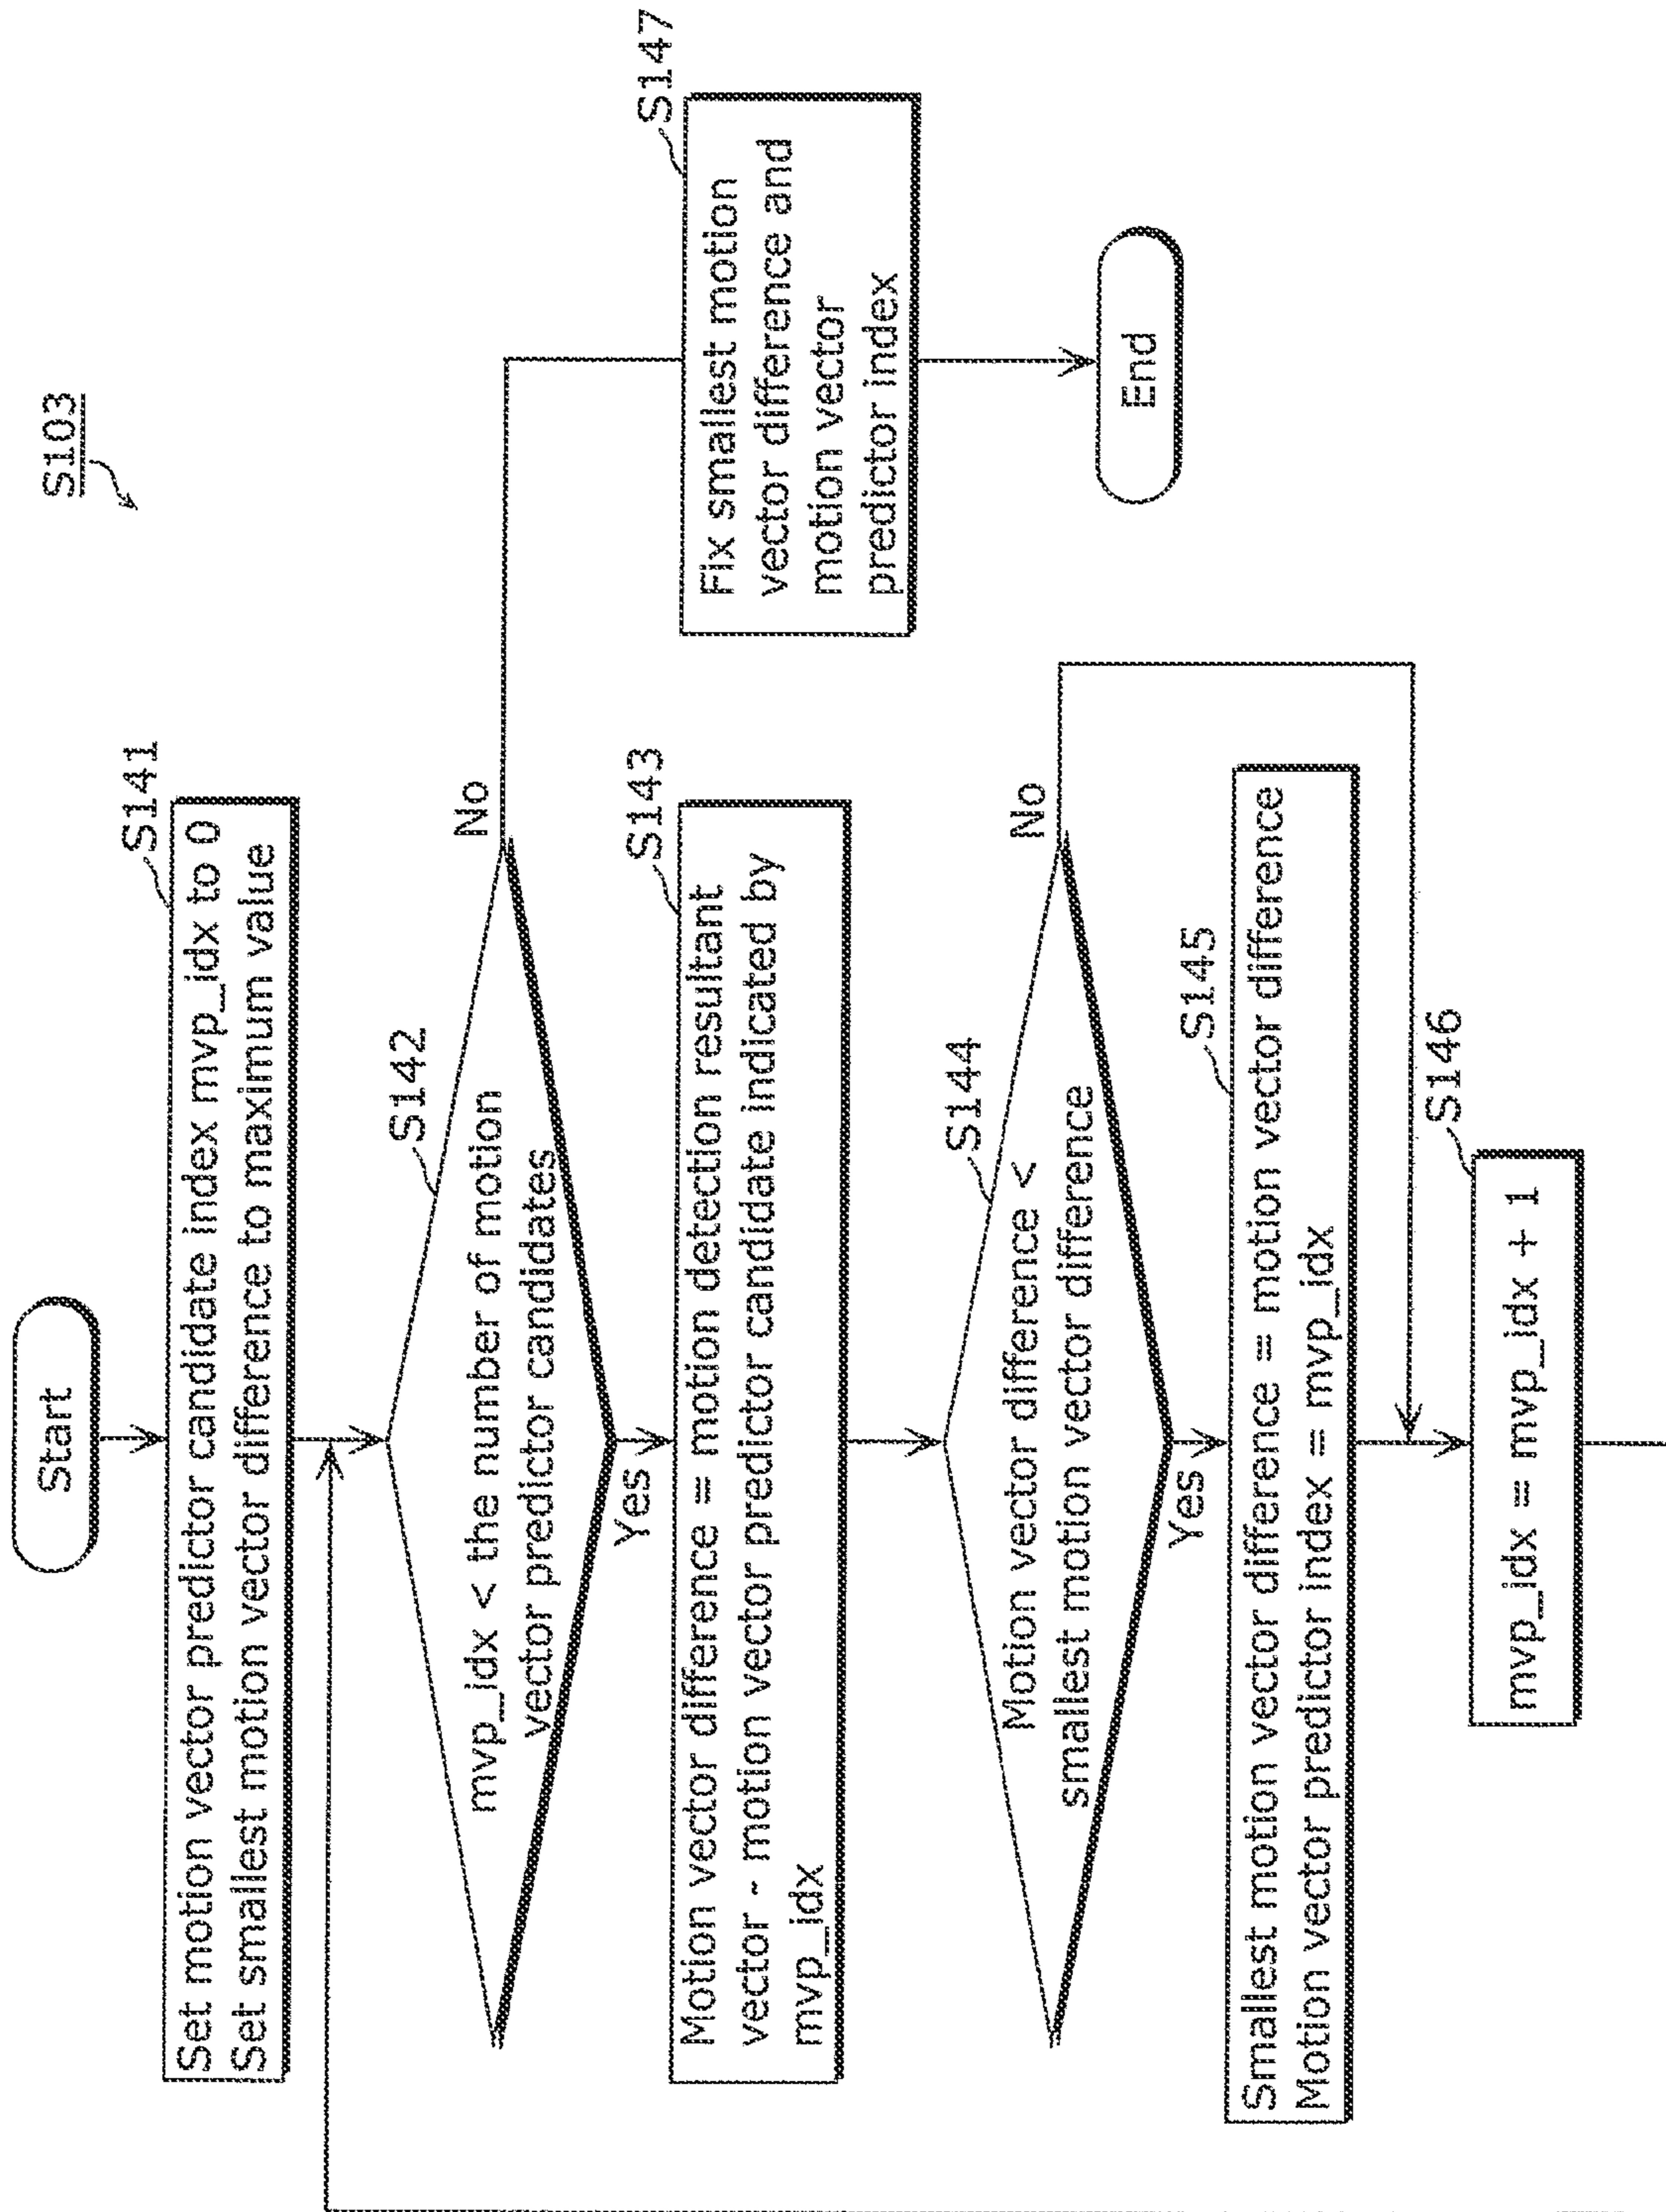 S103
Start
S141
Set motion vector predictor candidate index mvp_idx to 0
Set smallest motion vector difference to maximum value
S142
mvp_idx < the number of motion
vector predictor candidates
No
Yes
S143
Motion vector difference = motion detection resultant
vector - motion vector predictor candidate indicated by
mvp_idx
S144
Motion vector difference <
smallest motion vector difference
No
Yes
S145
Smallest motion vector difference = motion vector difference
Motion vector predictor index = mvp_idx
S146
mvp_idx = mvp_idx + 1
S147
Fix smallest motion
vector difference and
motion vector
predictor index
End